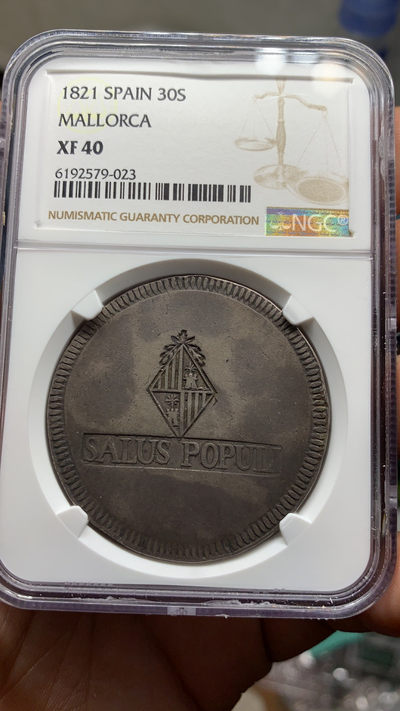 1821 SPAIN 30S
MALLORCA
XF 40
6192579-023
NUMISMATIC GUARANTY CORPORATION
NGC
SALUS POPULI